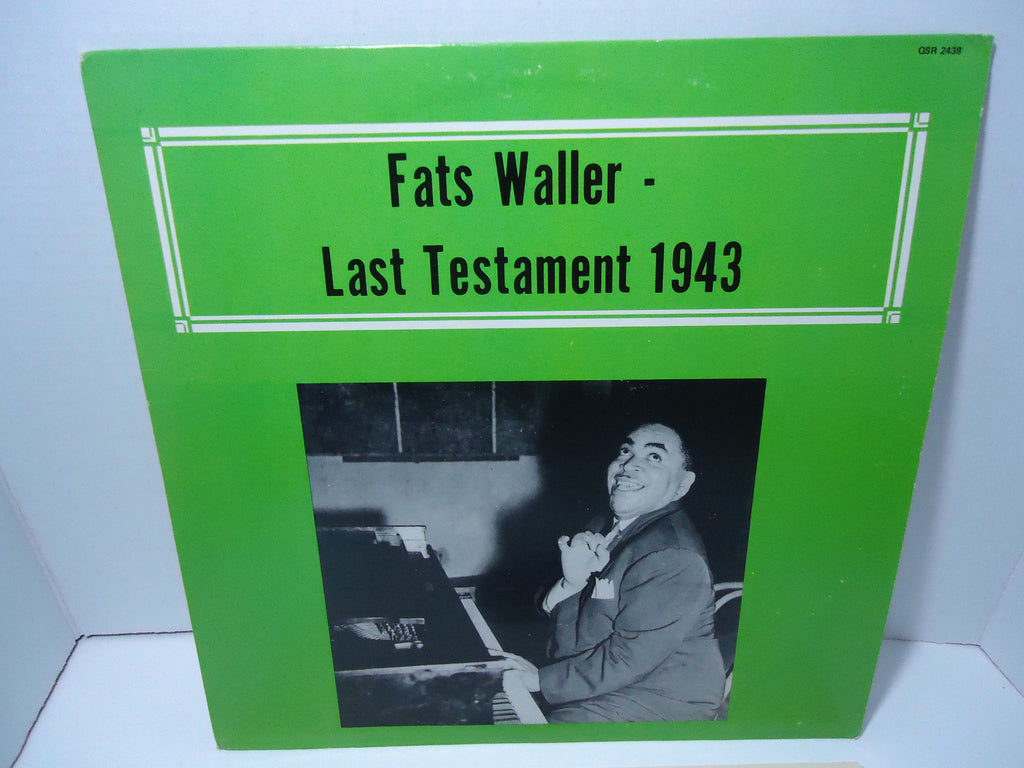 QSR 2438
Fats Waller -
Last Testament 1943